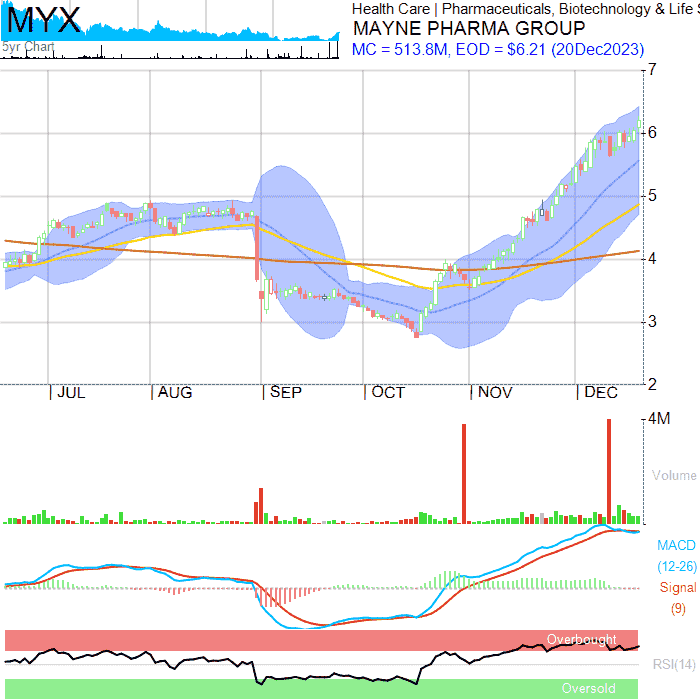 MYX
Health Care | Pharmaceuticals, Biotechnology & Life S
MAYNE PHARMA GROUP
5yr Chart
MC = 513.8M, EOD = $6.21 (20Dec2023)
7
6
5
4
3
2
| JUL | AUG | SEP | OCT | NOV | DEC
4M
Volume
MACD
(12-26)
Signal
(9)
Overbought
RSI(14)
Oversold